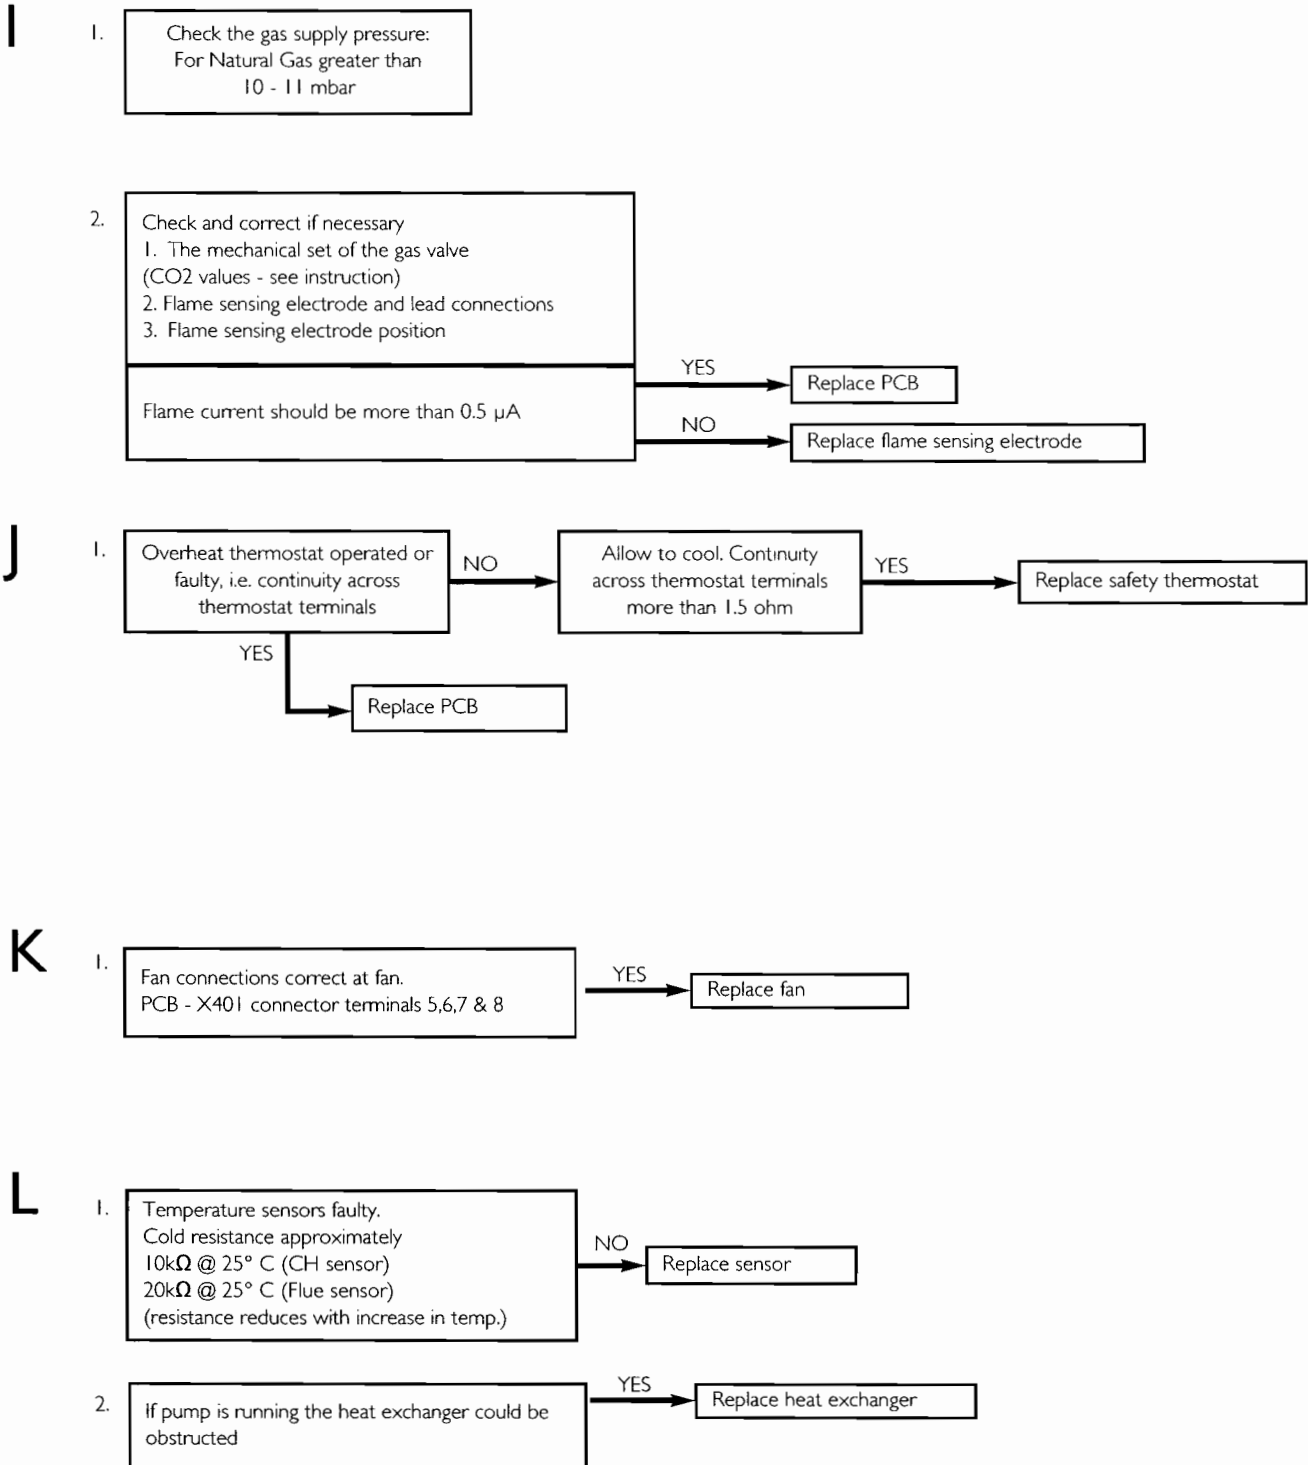 I
1.
Check the gas supply pressure:
For Natural Gas greater than
10 - 11 mbar
2.
Check and correct if necessary
1. The mechanical set of the gas valve
(CO2 values - see instruction)
2. Flame sensing electrode and lead connections
3. Flame sensing electrode position
Flame current should be more than 0.5 µA
YES
Replace PCB
NO
Replace flame sensing electrode
J
1.
Overheat thermostat operated or
faulty, i.e. continuity across
thermostat terminals
NO
Allow to cool. Continuity
across thermostat terminals
more than 1.5 ohm
YES
Replace safety thermostat
YES
Replace PCB
K
1.
Fan connections correct at fan.
PCB - X401 connector terminals 5,6,7 & 8
YES
Replace fan
L
1.
Temperature sensors faulty.
Cold resistance approximately
10kΩ @ 25° C (CH sensor)
20kΩ @ 25° C (Flue sensor)
(resistance reduces with increase in temp.)
NO
Replace sensor
2.
If pump is running the heat exchanger could be
obstructed
YES
Replace heat exchanger